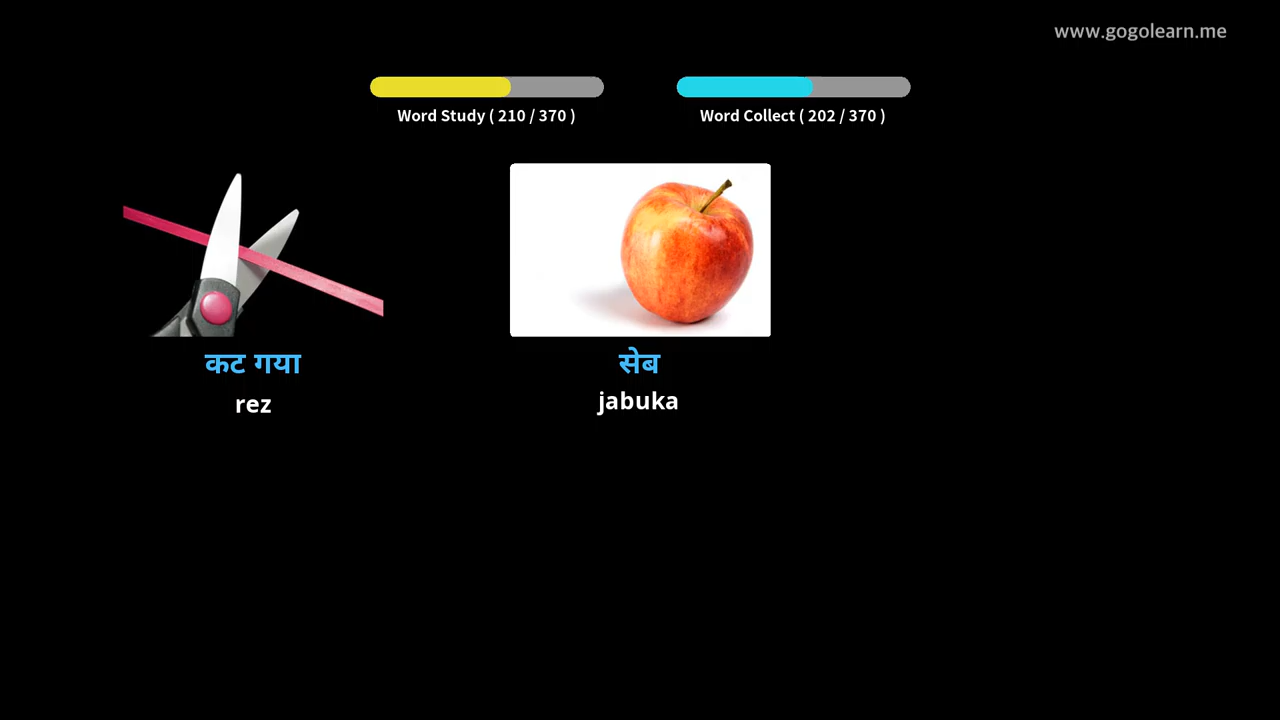 www.gogolearn.me
Word Study ( 210 / 370 )
Word Collect ( 202 / 370 )
कट गया
rez
सेब
jabuka